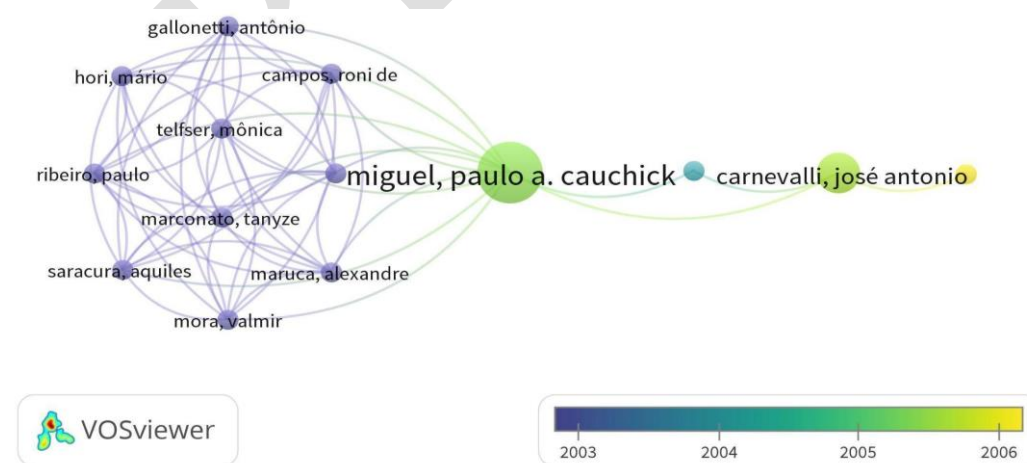 gallonetti, antônio
hori, mário
campos, roni de
telfser, mônica
ribeiro, paulo
miguel, paulo a. cauchick
carnevalli, josé antonio
marconato, tanyze
saracura, aquiles
maruca, alexandre
mora, valmir
VOSviewer
2003 2004 2005 2006